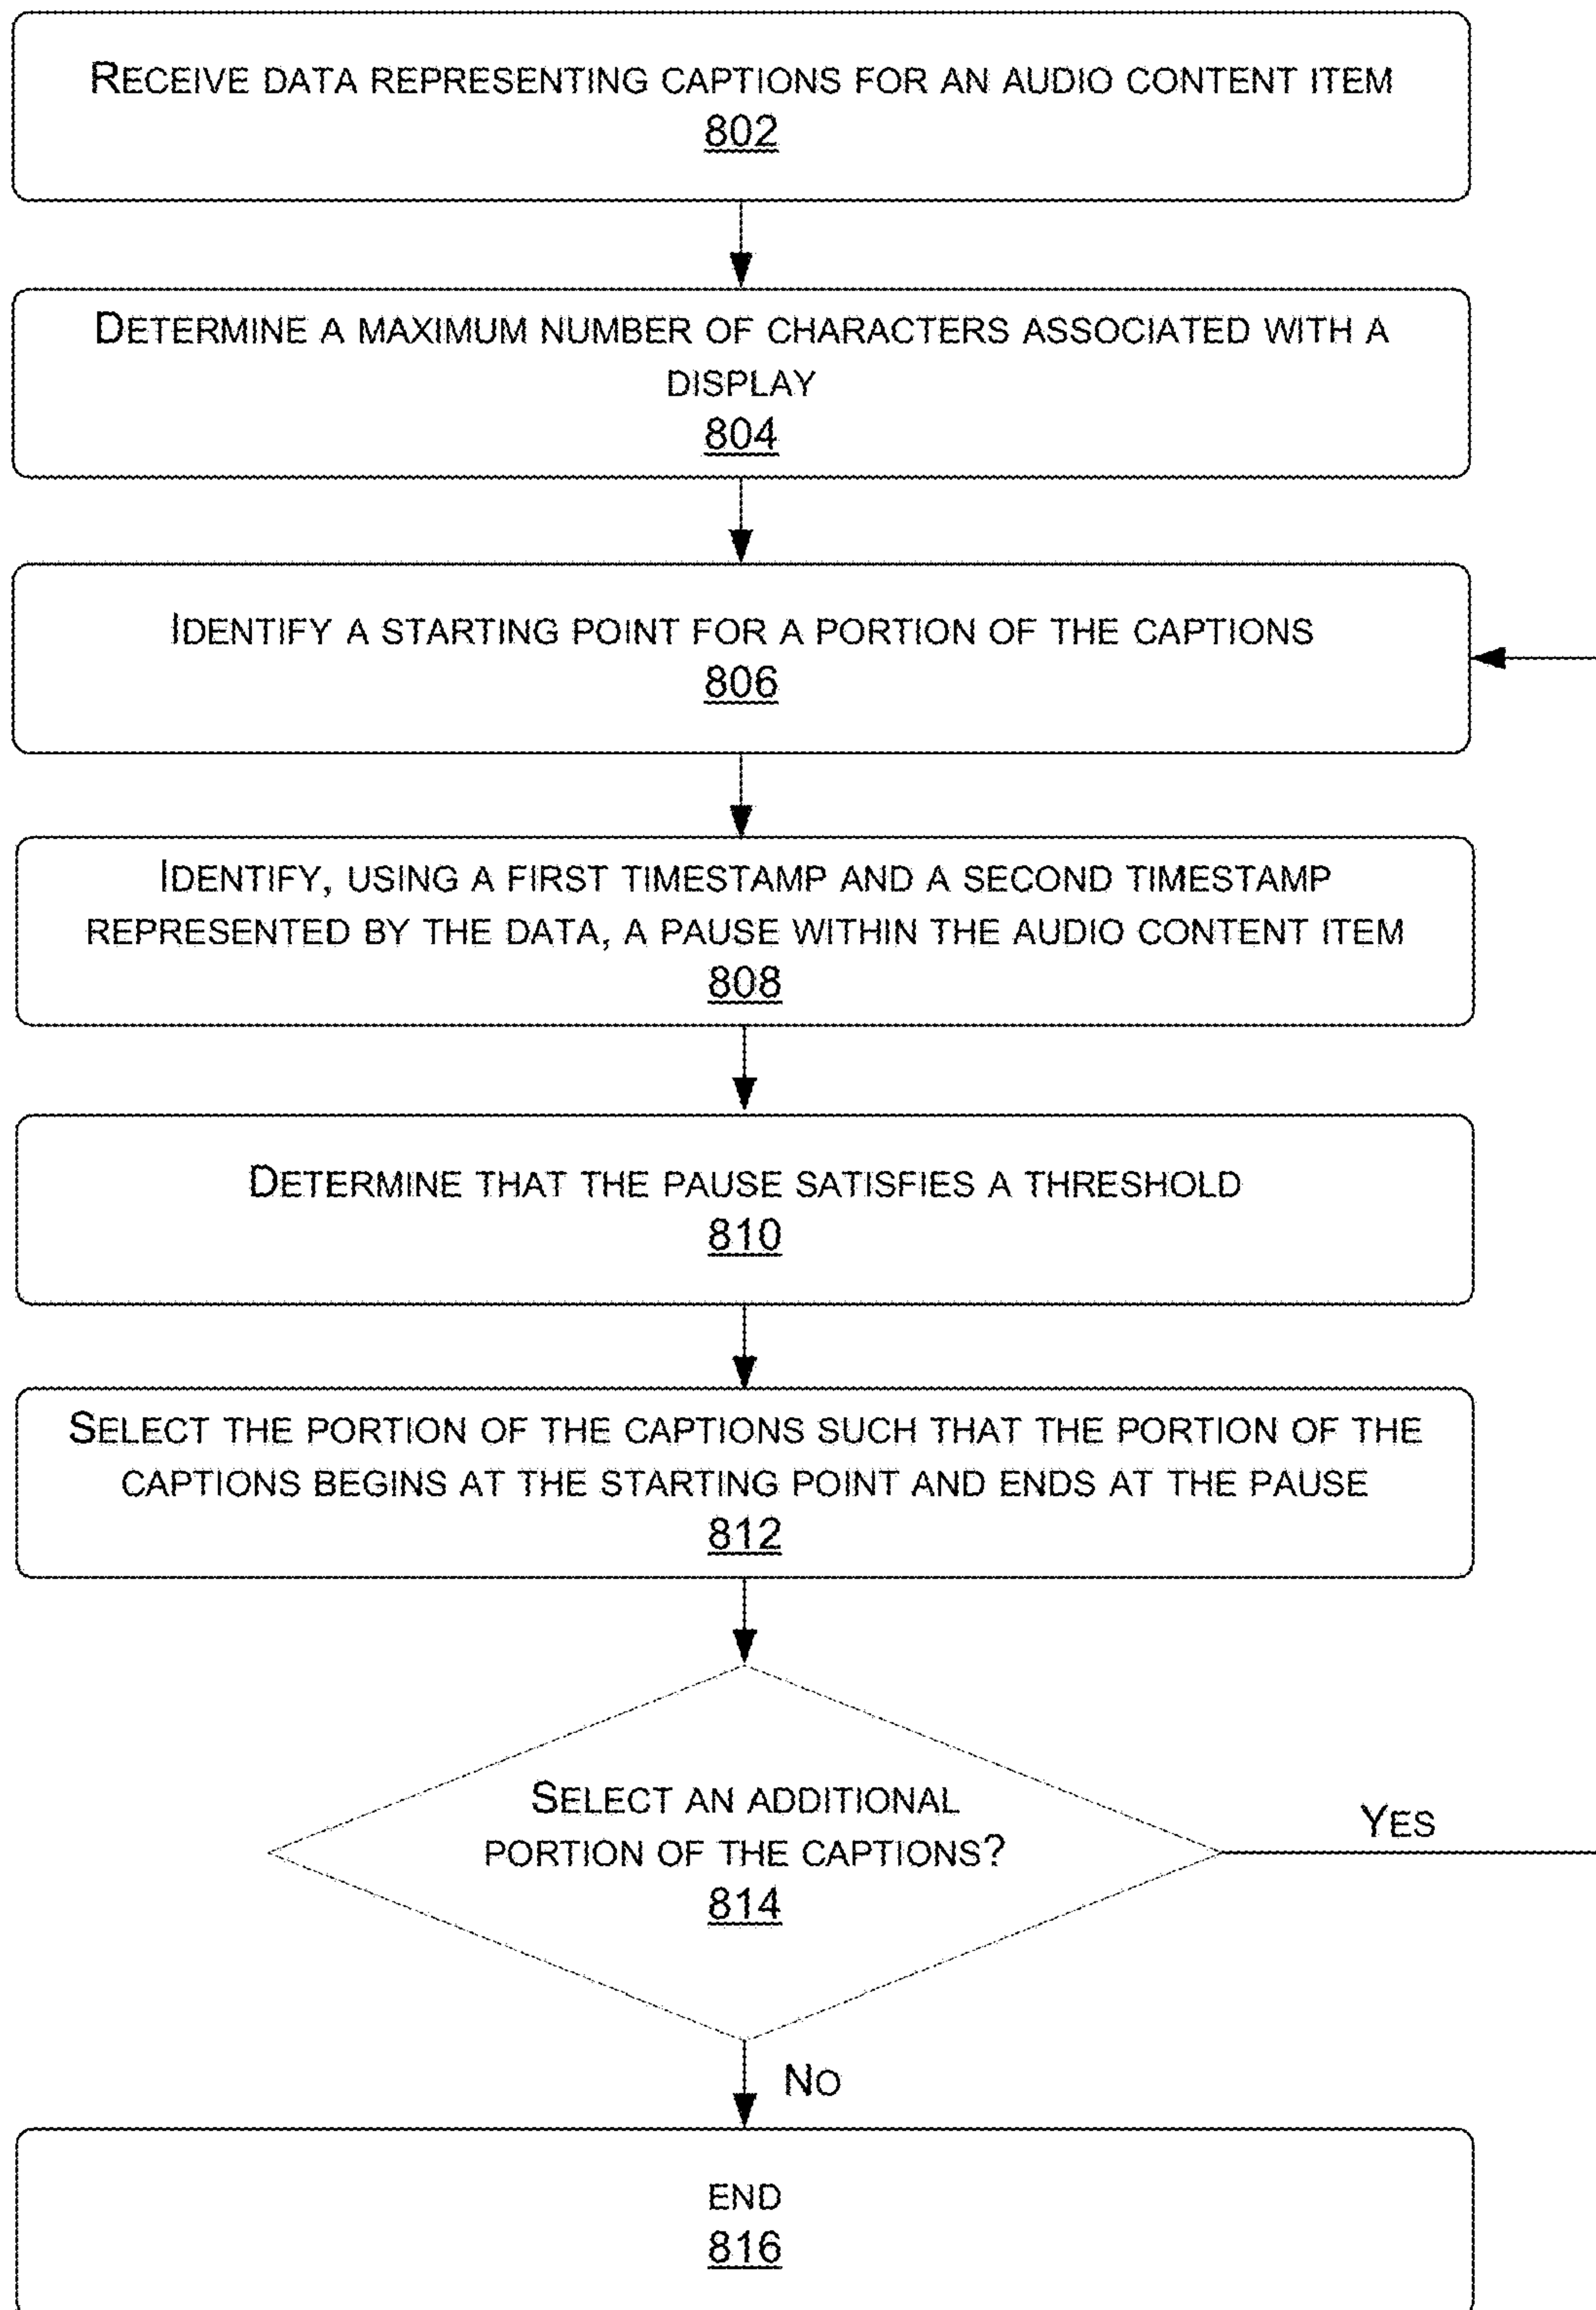 RECEIVE DATA REPRESENTING CAPTIONS FOR AN AUDIO CONTENT ITEM
802
DETERMINE A MAXIMUM NUMBER OF CHARACTERS ASSOCIATED WITH A
DISPLAY
804
IDENTIFY A STARTING POINT FOR A PORTION OF THE CAPTIONS
806
IDENTIFY, USING A FIRST TIMESTAMP AND A SECOND TIMESTAMP
REPRESENTED BY THE DATA, A PAUSE WITHIN THE AUDIO CONTENT ITEM
808
DETERMINE THAT THE PAUSE SATISFIES A THRESHOLD
810
SELECT THE PORTION OF THE CAPTIONS SUCH THAT THE PORTION OF THE
CAPTIONS BEGINS AT THE STARTING POINT AND ENDS AT THE PAUSE
812
SELECT AN ADDITIONAL
PORTION OF THE CAPTIONS?
814
YES
NO
END
816